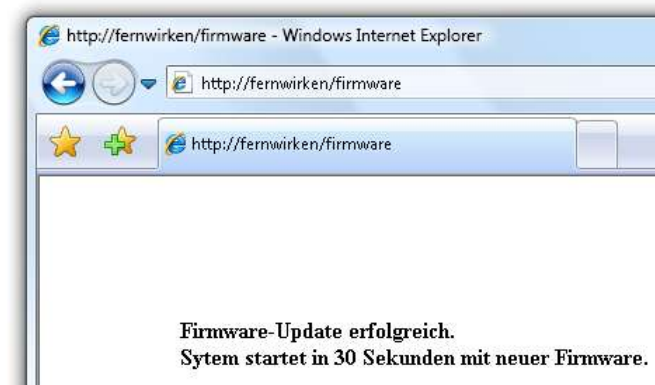 http://fernwirken/firmware - Windows Internet Explorer
http://fernwirken/firmware
http://fernwirken/firmware
Firmware-Update erfolgreich.
Sytem startet in 30 Sekunden mit neuer Firmware.